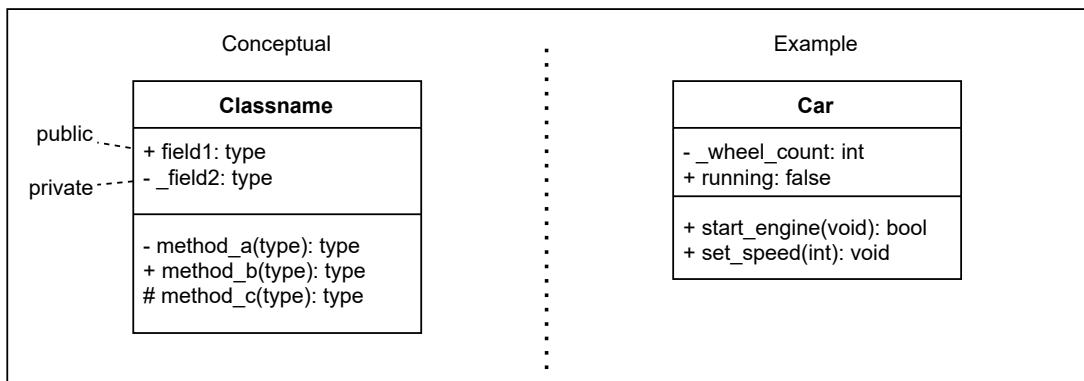 Conceptual
Classname
public
+ field1: type
private
- _field2: type
- method_a(type): type
+ method_b(type): type
# method_c(type): type
Example
Car
- _wheel_count: int
+ running: false
+ start_engine(void): bool
+ set_speed(int): void